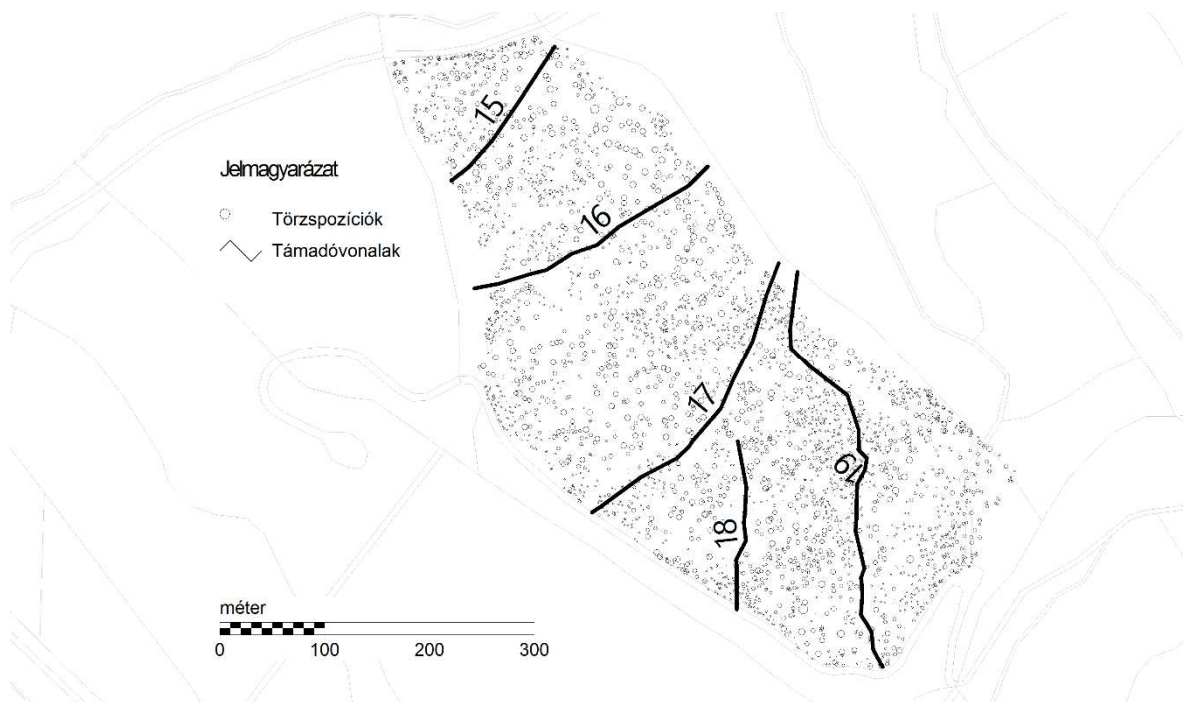 15
16
Jelmagyarázat
Törzspozíciók
Támadóvonalak
17
19
18
méter
0 100 200 300